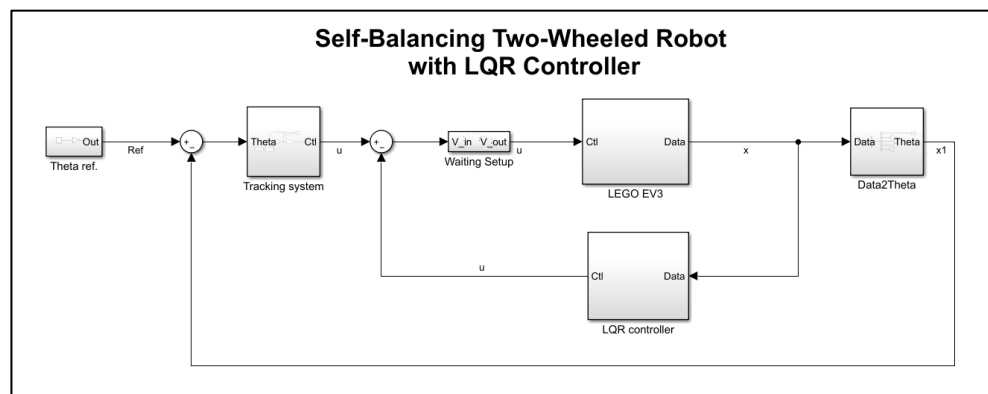 Self-Balancing Two-Wheeled Robot
with LQR Controller
Out
Theta ref.
Ref
+
−
Theta
Ctl
Tracking system
u
+
−
V_in
V_out
Waiting Setup
u
Ctl
Data
LEGO EV3
x
Data
Theta
Data2Theta
x1
u
Ctl
Data
LQR controller